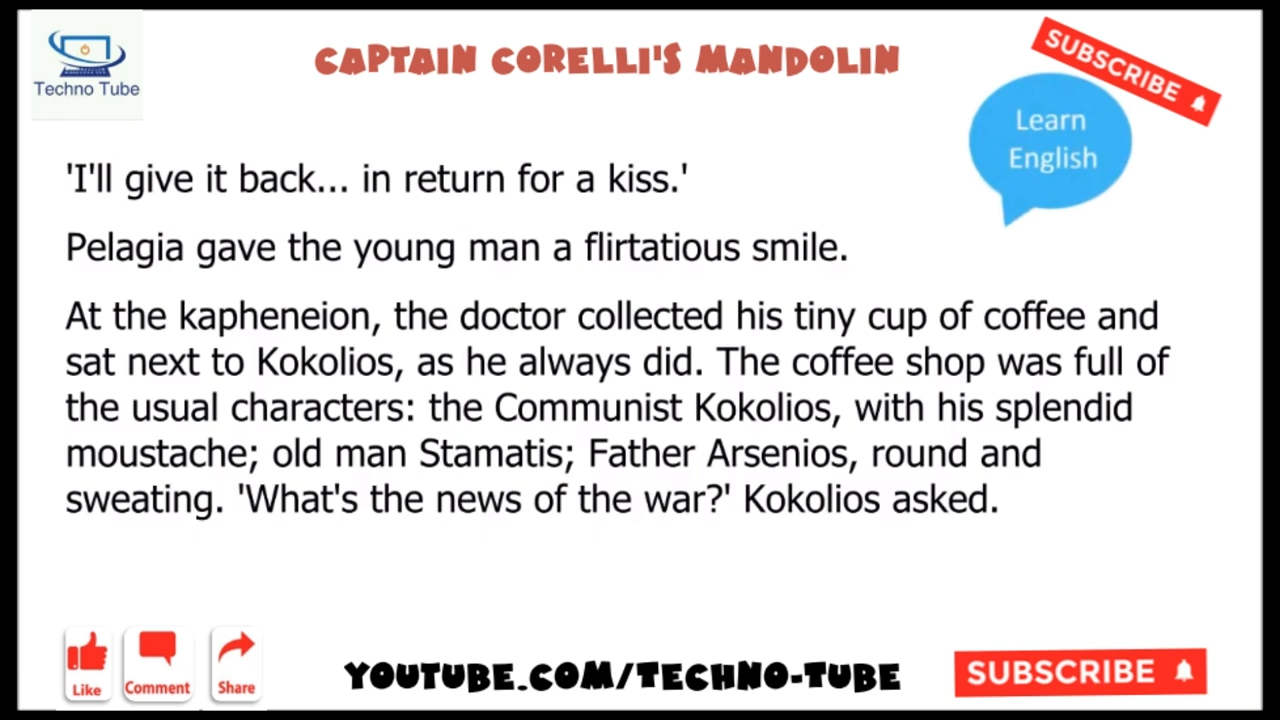 Techno Tube
CAPTAIN CORELLI'S MANDOLIN
SUBSCRIBE
Learn
English
'I'll give it back... in return for a kiss.'
Pelagia gave the young man a flirtatious smile.
At the kapheneion, the doctor collected his tiny cup of coffee and
sat next to Kokolios, as he always did. The coffee shop was full of
the usual characters: the Communist Kokolios, with his splendid
moustache; old man Stamatis; Father Arsenios, round and
sweating. 'What's the news of the war?' Kokolios asked.
Like
Comment
Share
YOUTUBE.COM/TECHNO-TUBE
SUBSCRIBE